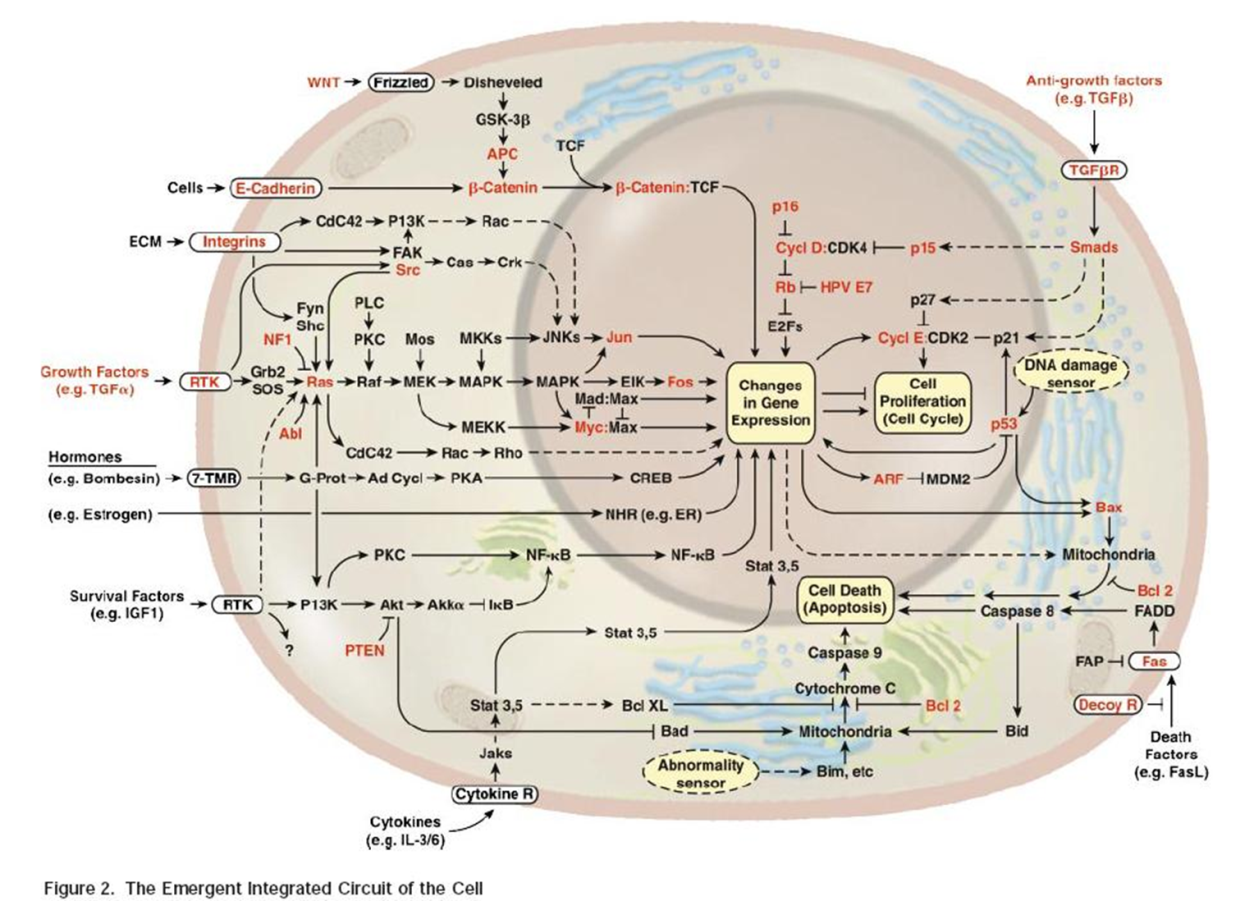 WNT
Frizzled
Disheveled
GSK-3β
APC
TCF
Cells
E-Cadherin
β-Catenin
β-Catenin:TCF
Anti-growth factors
(e.g. TGFβ)
TGFβR
CdC42
P13K
Rac
ECM
Integrins
FAK
Src
Cas
Crk
p16
Cycl D:CDK4
p15
Smads
Rb
HPV E7
E2Fs
p27
Cycl E:CDK2
p21
Fyn
Shc
PLC
NF1
PKC
Mos
MKKs
JNKs
Jun
Growth Factors
(e.g. TGFα)
RTK
Grb2
SOS
Ras
Raf
MEK
MAPK
MAPK
ElK
Fos
Mad:Max
Abl
MEKK
Myc:Max
CdC42
Rac
Rho
Changes
in Gene
Expression
Cell
Proliferation
(Cell Cycle)
DNA damage
sensor
p53
Hormones
(e.g. Bombesin)
7-TMR
G-Prot
Ad Cycl
PKA
CREB
ARF
MDM2
(e.g. Estrogen)
NHR (e.g. ER)
Bax
PKC
NF-κB
NF-κB
Stat 3,5
Mitochondria
Survival Factors
(e.g. IGF1)
RTK
P13K
Akt
Akkα
IκB
Cell Death
(Apoptosis)
Caspase 8
Bcl 2
FADD
?
PTEN
Stat 3,5
Caspase 9
FAP
Fas
Cytochrome C
Stat 3,5
Bcl XL
Bcl 2
Decoy R
Bad
Mitochondria
Bid
Death
Factors
(e.g. FasL)
Jaks
Abnormality
sensor
Bim, etc
Cytokine R
Cytokines
(e.g. IL-3/6)
Figure 2. The Emergent Integrated Circuit of the Cell